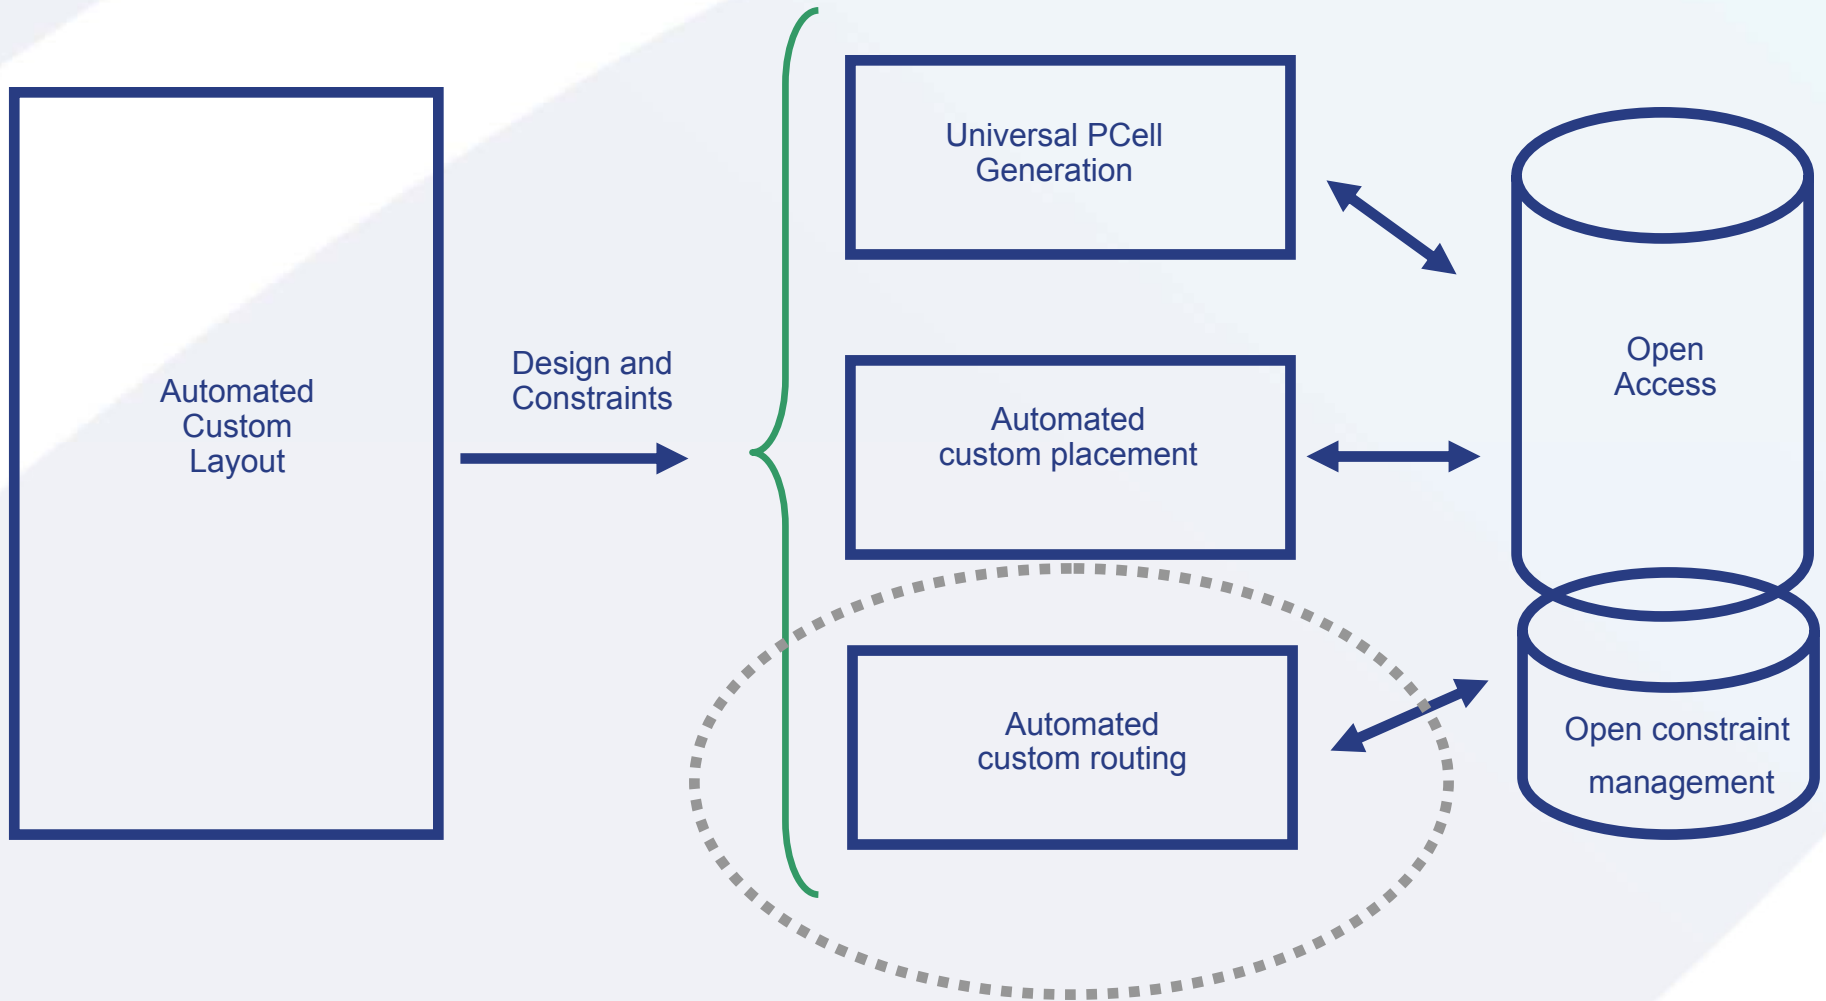 Automated
Custom
Layout
Design and
Constraints
Universal PCell
Generation
Automated
custom placement
Automated
custom routing
Open
Access
Open constraint
management